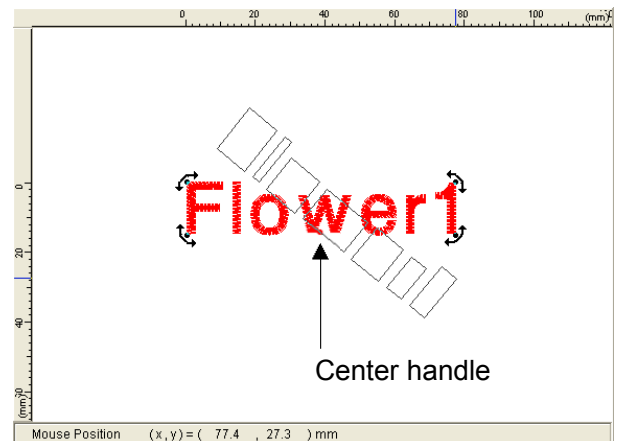 0 20 40 60 80 100 (mm)
0
20
40
(mm)
Flower1
Center handle
Mouse Position (x,y)=( 77.4 , 27.3 ) mm